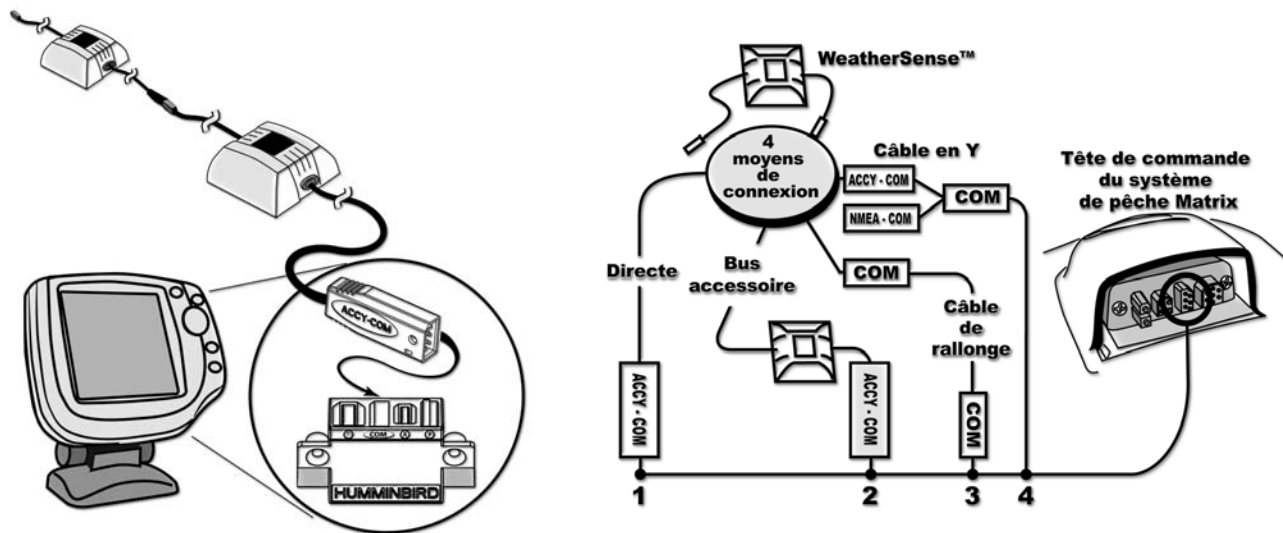 ACCY-COM
COM
HUMMINBIRD
WeatherSense™
4
moyens
de
connexion
Câble en Y
ACCY - COM
NMEA - COM
COM
Tête de commande
du système
de pêche Matrix
Directe
Bus
accessoire
COM
Câble
de
rallonge
ACCY - COM
ACCY - COM
COM
1
2
3
4